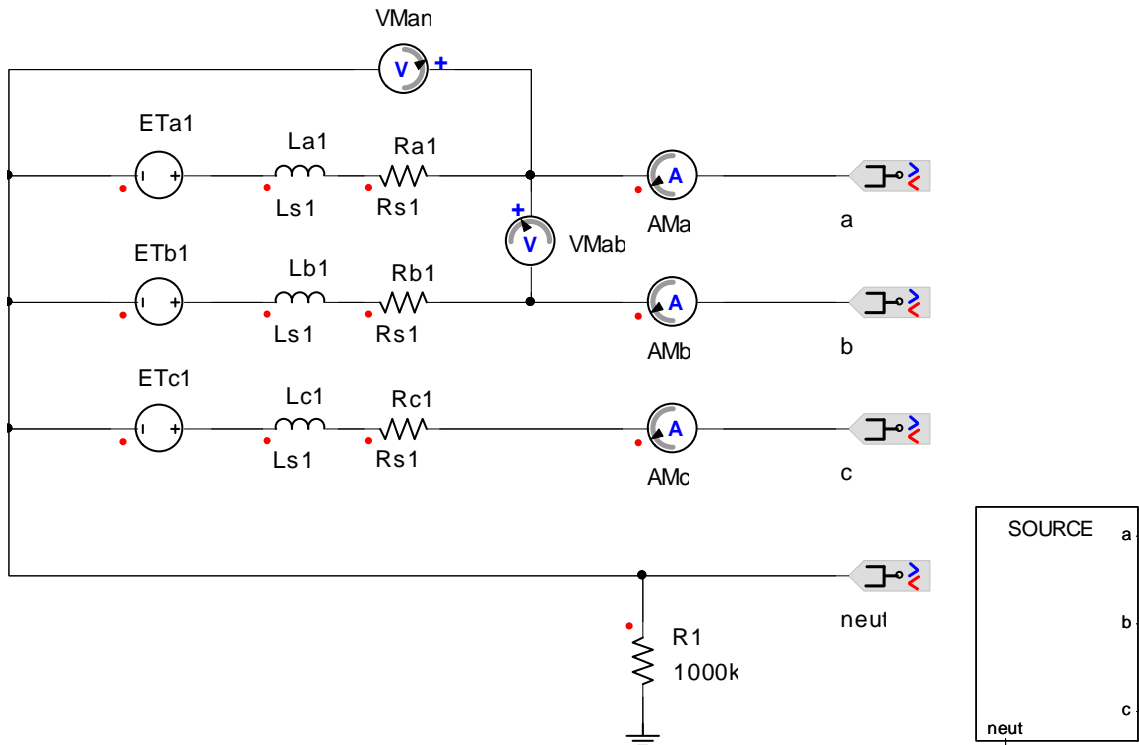 VMan
V +
ETa1
La1
Ra1
A
Ls1
Rs1
AMa
a
+
V
VMab
ETb1
Lb1
Rb1
A
Ls1
Rs1
AMb
b
ETc1
Lc1
Rc1
A
Ls1
Rs1
AMc
c
SOURCE
a
b
c
neut
neut
R1
1000k